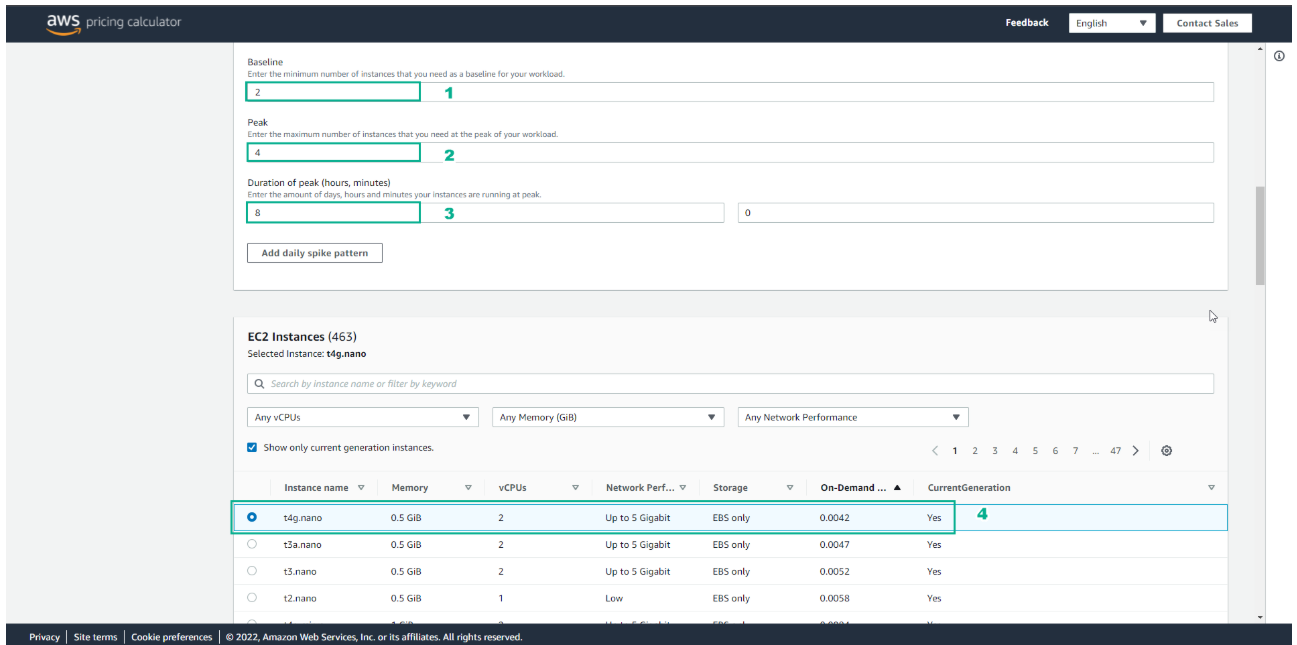 aws pricing calculator Feedback English Contact Sales
Baseline
Enter the minimum number of instances that you need as a baseline for your workload.
2 1
Peak
Enter the maximum number of instances that you need at the peak of your workload.
4 2
Duration of peak (hours, minutes)
Enter the amount of days, hours and minutes your instances are running at peak.
8 3 0
Add daily spike pattern
EC2 Instances (463)
Selected Instance: t4g.nano
Search by instance name or filter by keyword
Any vCPUs Any Memory (GiB) Any Network Performance
Show only current generation instances. 1 2 3 4 5 6 7 ... 47
Instance name Memory vCPUs Network Perf... Storage On-Demand ... CurrentGeneration
t4g.nano 0.5 GiB 2 Up to 5 Gigabit EBS only 0.0042 Yes 4
t3a.nano 0.5 GiB 2 Up to 5 Gigabit EBS only 0.0047 Yes
t3.nano 0.5 GiB 2 Up to 5 Gigabit EBS only 0.0052 Yes
t2.nano 0.5 GiB 1 Low EBS only 0.0058 Yes
Privacy | Site terms | Cookie preferences | © 2022, Amazon Web Services, Inc. or its affiliates. All rights reserved.